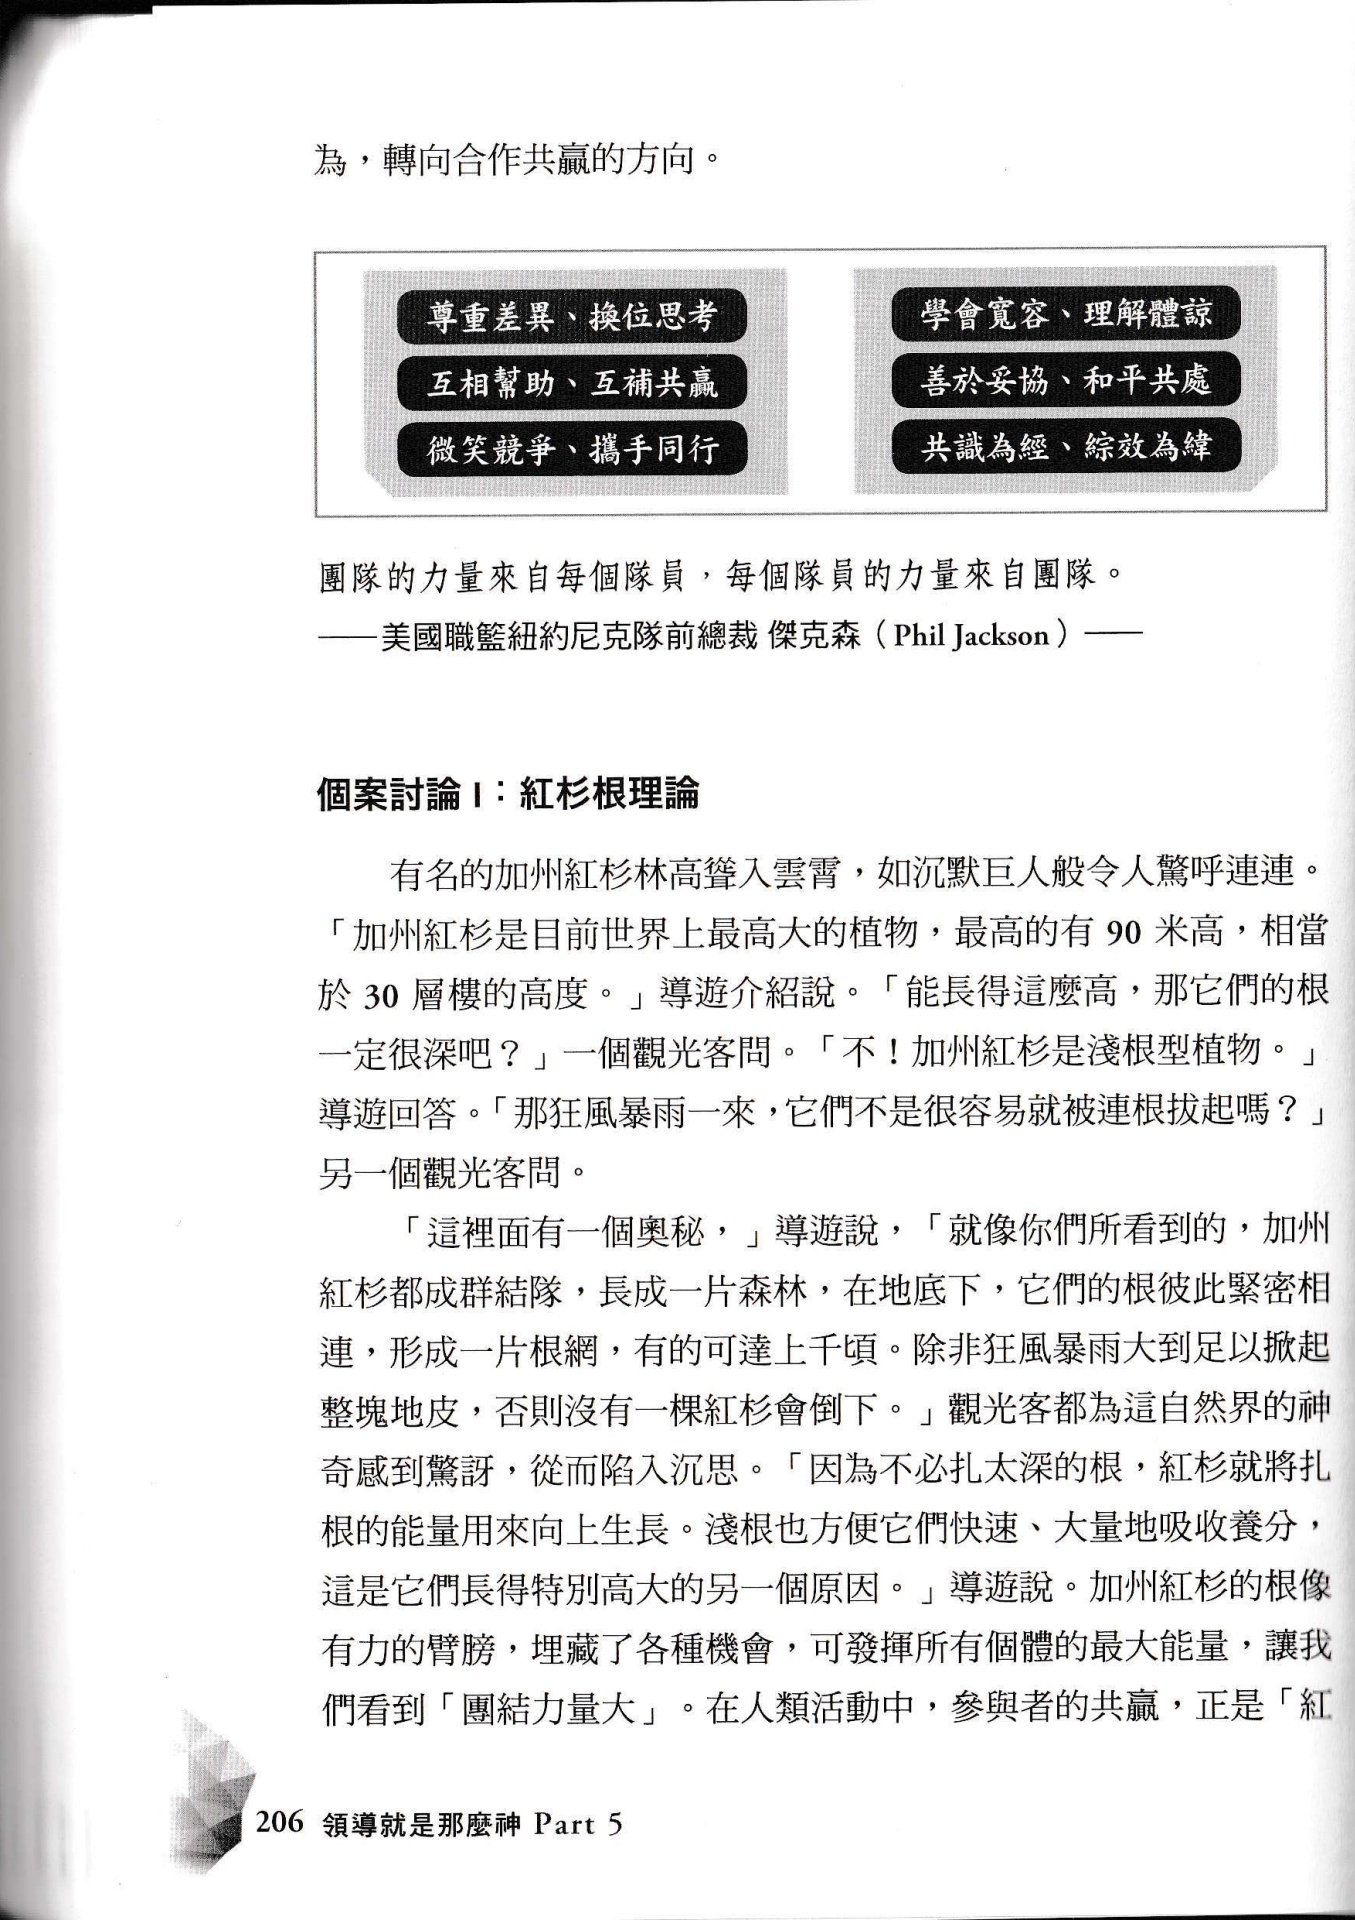 為，轉向合作共贏的方向。
尊重差異、換位思考
互相幫助、互補共贏
微笑競爭、攜手同行
學會寬容、理解體諒
善於妥協、和平共處
共識為經、綜效為緯
團隊的力量來自每個隊員，每個隊員的力量來自團隊。
——美國職籃紐約尼克隊前總裁 傑克森（Phil Jackson）——
個案討論 I：紅杉根理論
有名的加州紅杉林高聳入雲霄，如沉默巨人般令人驚呼連連。
「加州紅杉是目前世界上最高大的植物，最高的有 90 米高，相當
於 30 層樓的高度。」導遊介紹說。「能長得這麼高，那它們的根
一定很深吧？」一個觀光客問。「不！加州紅杉是淺根型植物。」
導遊回答。「那狂風暴雨一來，它們不是很容易就被連根拔起嗎？」
另一個觀光客問。
「這裡面有一個奧秘，」導遊說，「就像你們所看到的，加州
紅杉都成群結隊，長成一片森林，在地底下，它們的根彼此緊密相
連，形成一片根網，有的可達上千頃。除非狂風暴雨大到足以掀起
整塊地皮，否則沒有一棵紅杉會倒下。」觀光客都為這自然界的神
奇感到驚訝，從而陷入沉思。「因為不必扎太深的根，紅杉就將扎
根的能量用來向上生長。淺根也方便它們快速、大量地吸收養分，
這是它們長得特別高大的另一個原因。」導遊說。加州紅杉的根像
有力的臂膀，埋藏了各種機會，可發揮所有個體的最大能量，讓我
們看到「團結力量大」。在人類活動中，參與者的共贏，正是「紅
206 領導就是那麼神 Part 5